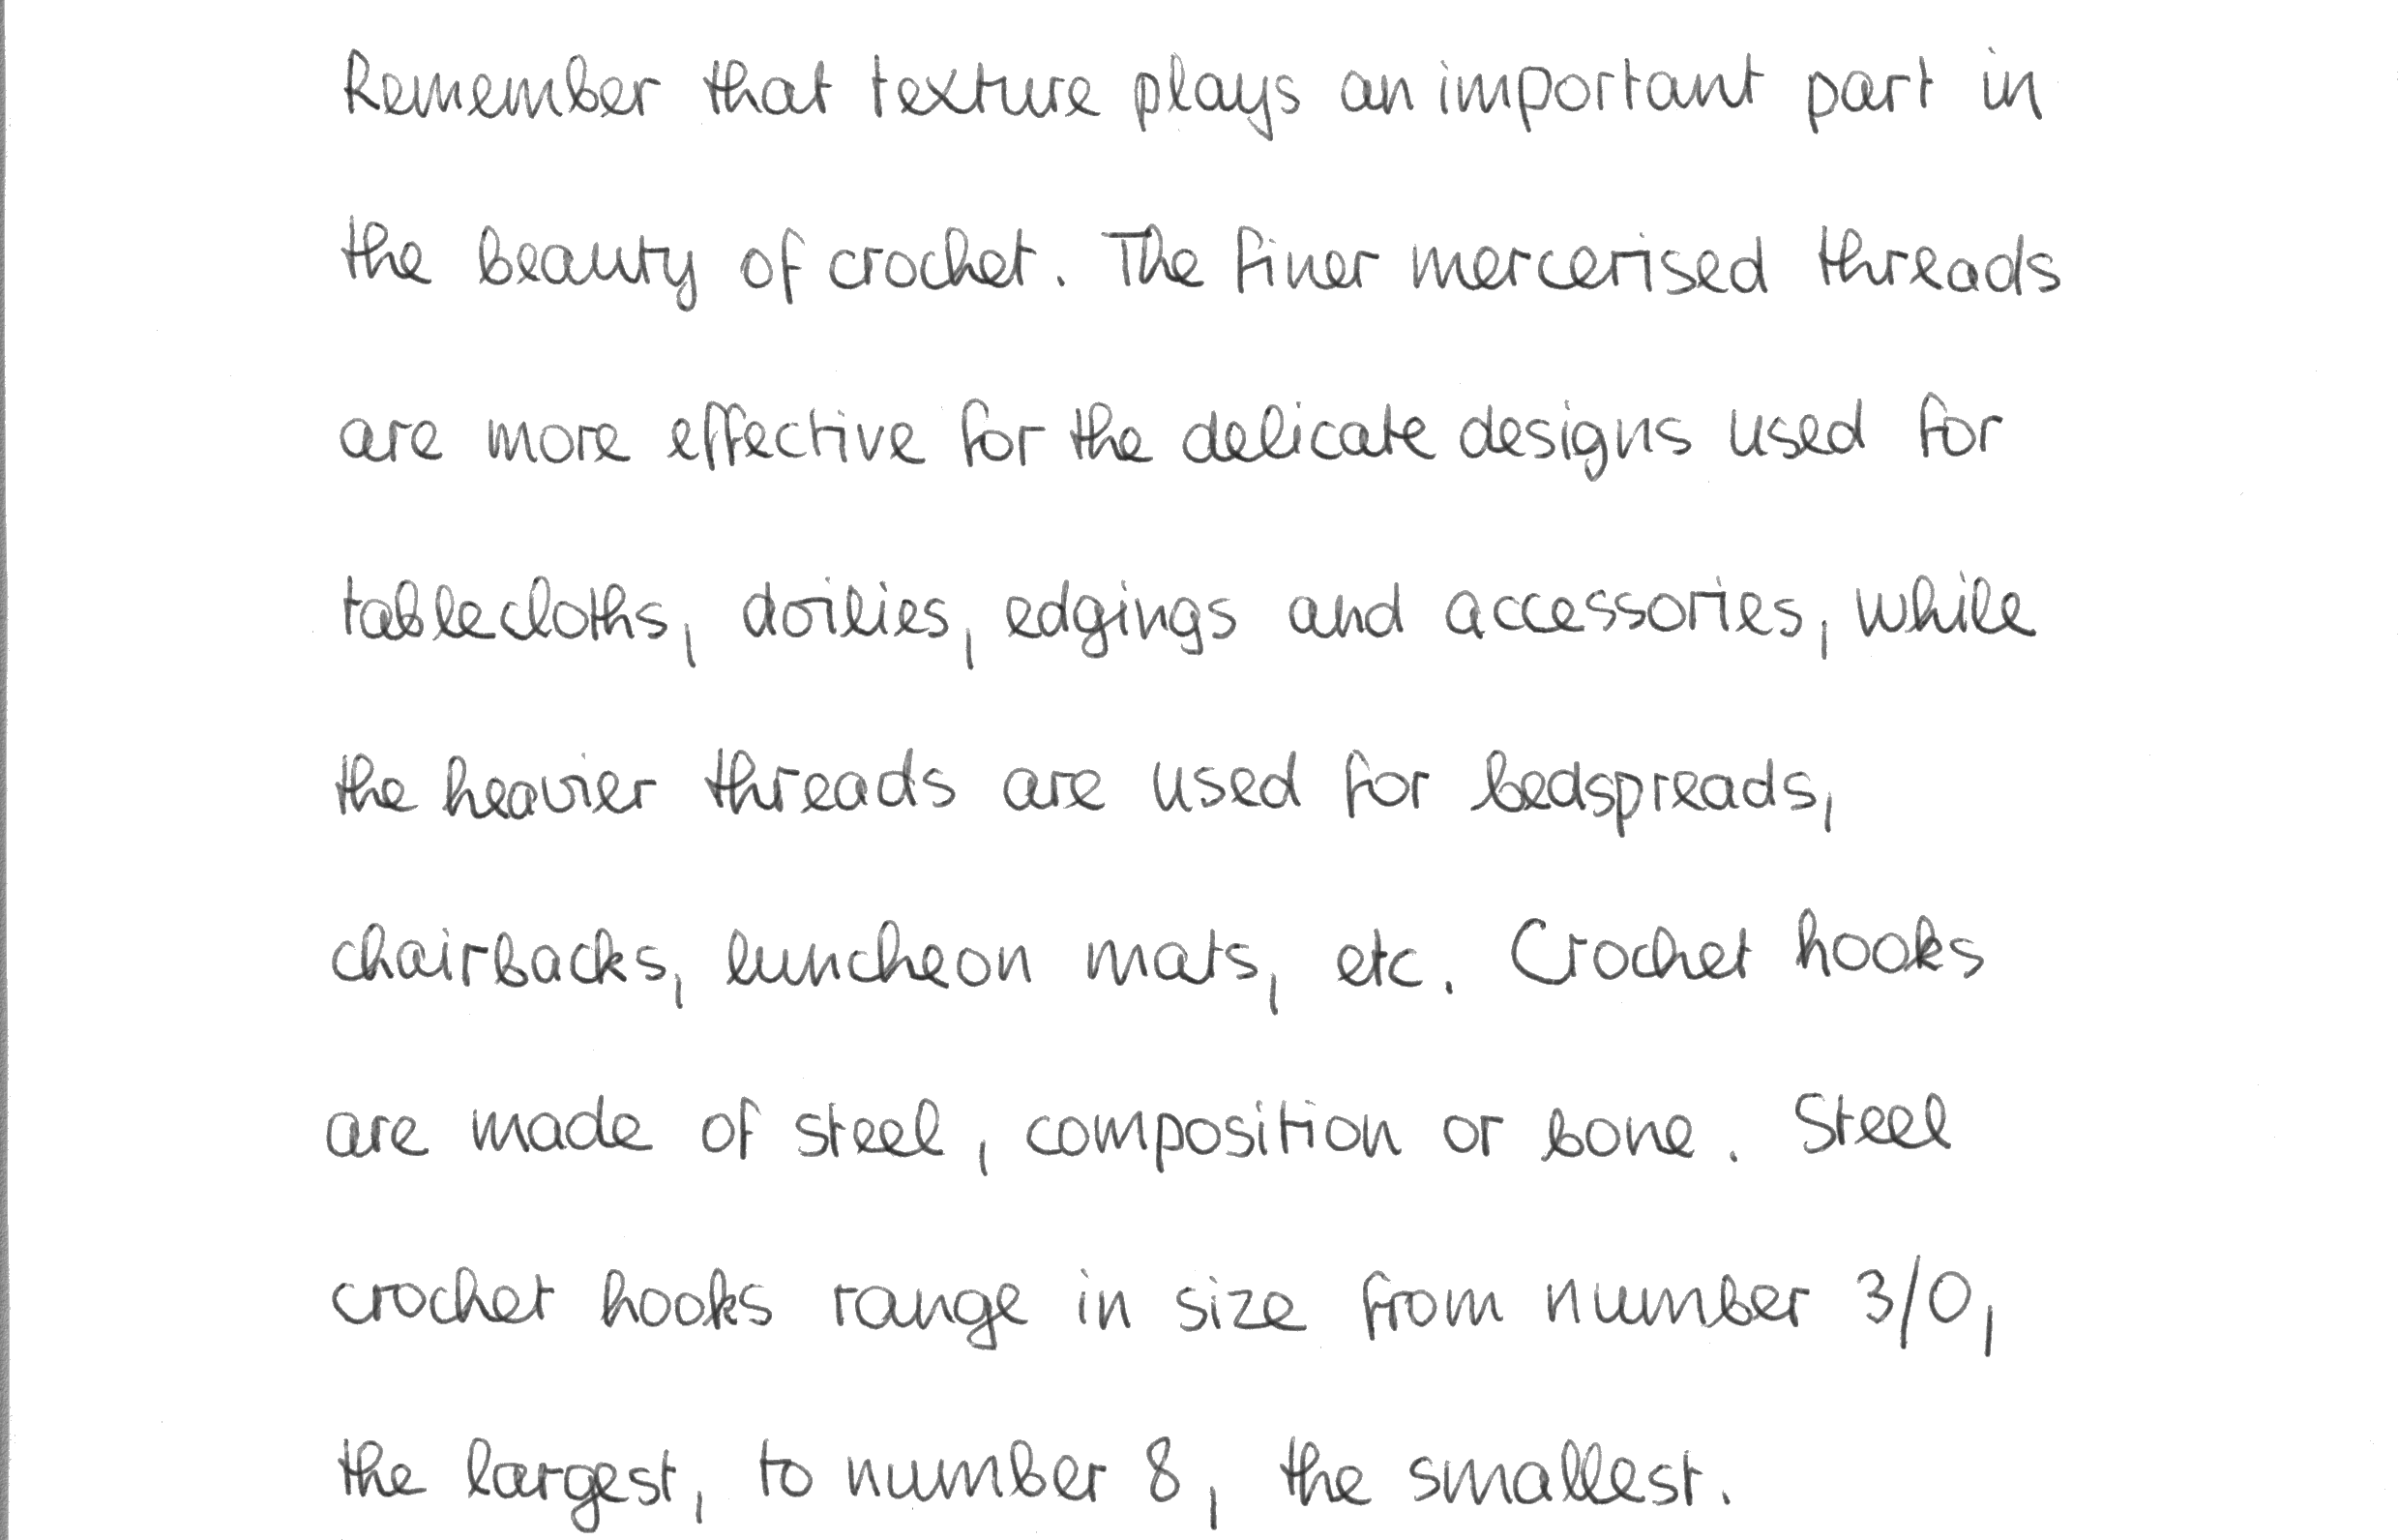 Remember that texture plays an important part in
the beauty of crochet. The finer mercerised threads
are more effective for the delicate designs used for
tablecloths, doilies, edgings and accessories, while
the heavier threads are used for bedspreads,
chairbacks, luncheon mats, etc. Crochet hooks
are made of steel, composition or bone. Steel
crochet hooks range in size from number 3/0,
the largest, to number 8, the smallest.